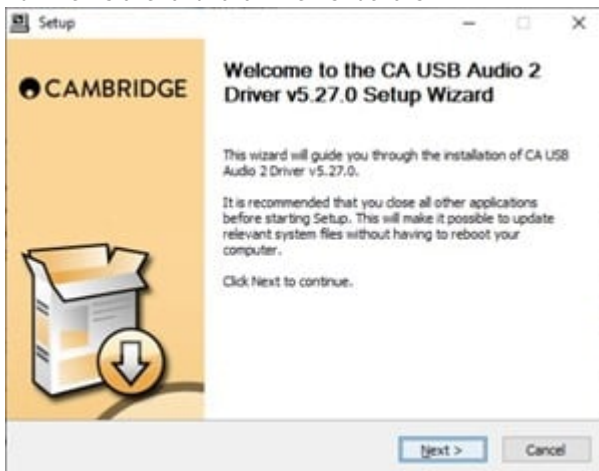 Setup
CAMBRIDGE
Welcome to the CA USB Audio 2
Driver v5.27.0 Setup Wizard
This wizard will guide you through the installation of CA USB
Audio 2 Driver v5.27.0.
It is recommended that you close all other applications
before starting Setup. This will make it possible to update
relevant system files without having to reboot your
computer.
Click Next to continue.
Next >
Cancel